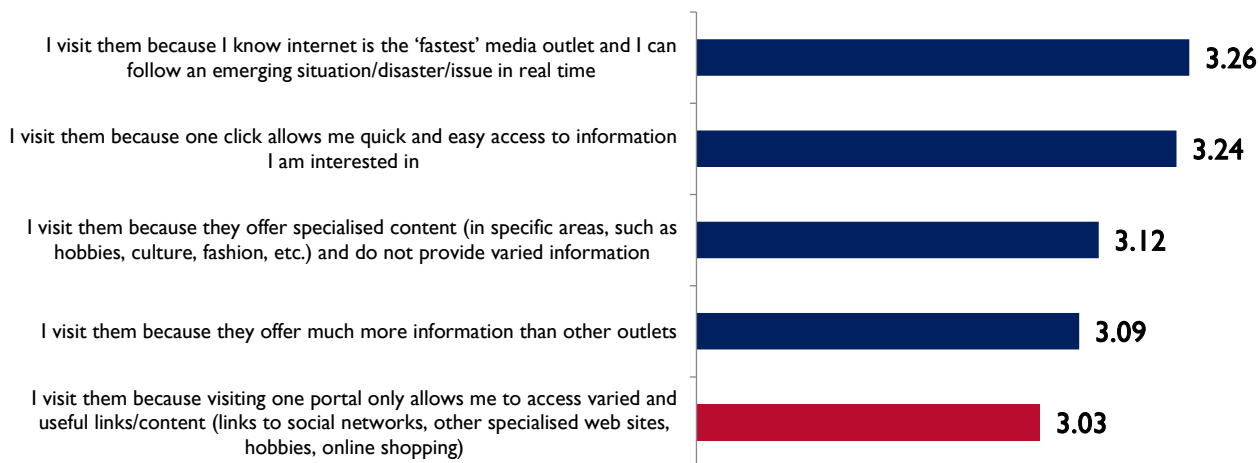 I visit them because I know internet is the ‘fastest’ media outlet and I can
follow an emerging situation/disaster/issue in real time
3.26
I visit them because one click allows me quick and easy access to information
I am interested in
3.24
I visit them because they offer specialised content (in specific areas, such as
hobbies, culture, fashion, etc.) and do not provide varied information
3.12
I visit them because they offer much more information than other outlets
3.09
I visit them because visiting one portal only allows me to access varied and
useful links/content (links to social networks, other specialised web sites,
hobbies, online shopping)
3.03